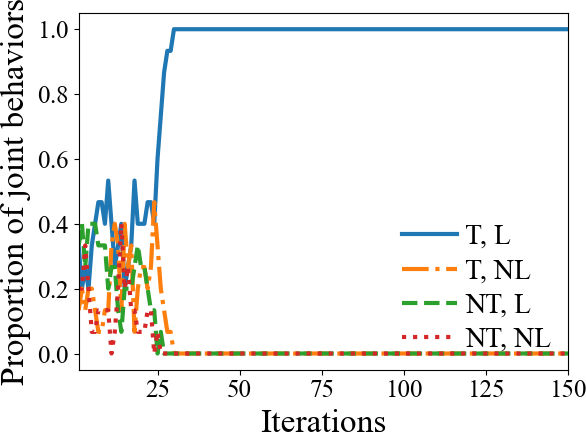 Proportion of joint behaviors
1.0
0.8
0.6
0.4
0.2
0.0
T, L
T, NL
NT, L
NT, NL
25 50 75 100 125 150
Iterations